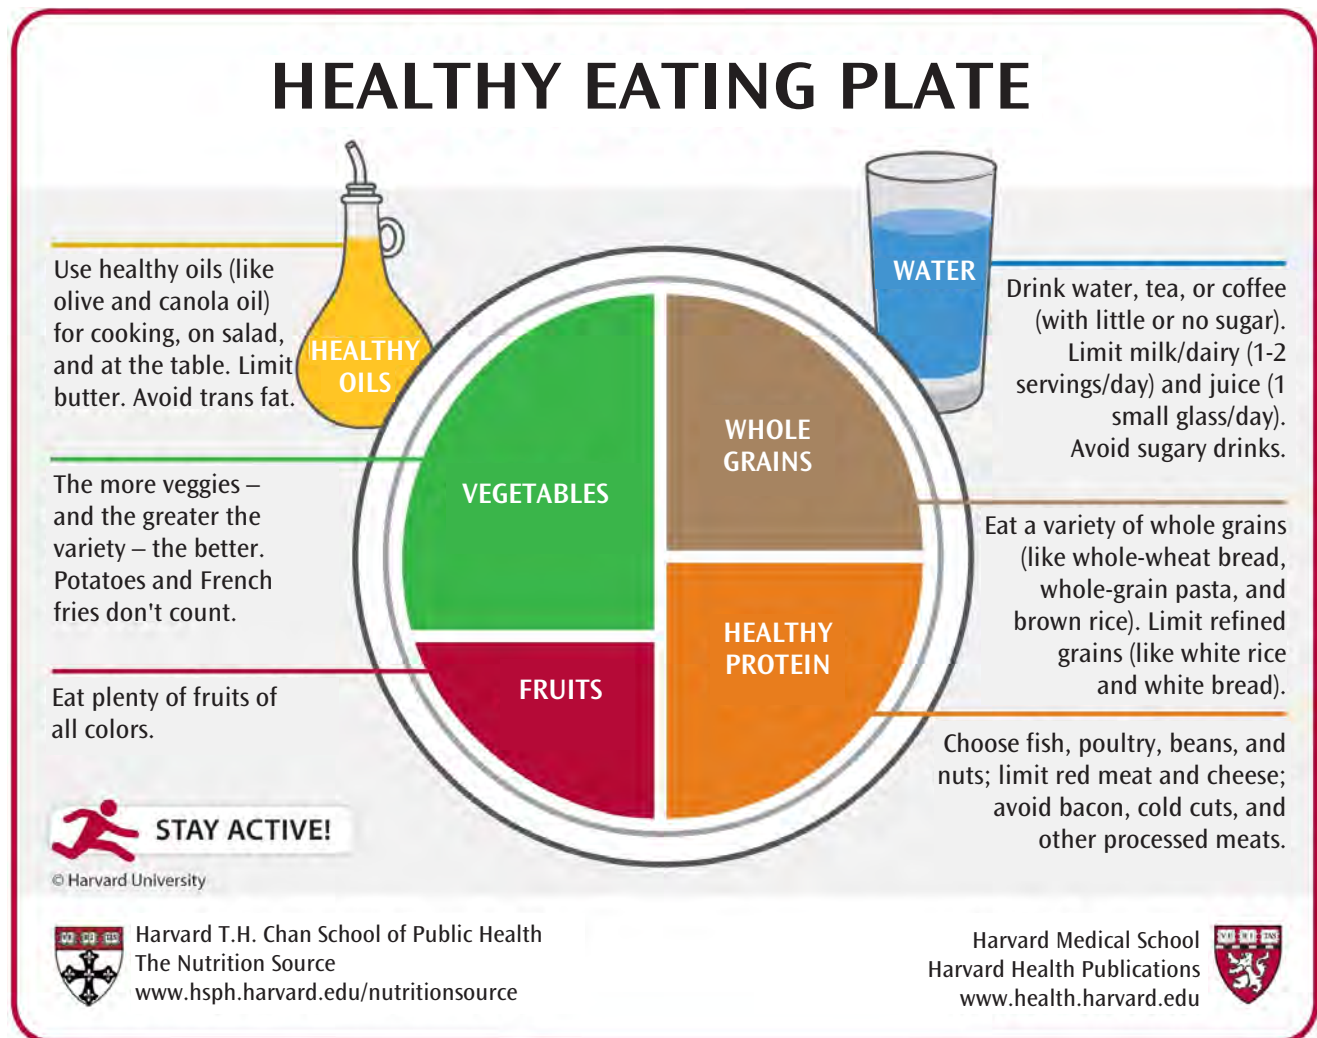 HEALTHY EATING PLATE
Use healthy oils (like
olive and canola oil)
for cooking, on salad,
and at the table. Limit
butter. Avoid trans fat.
HEALTHY
OILS
The more veggies –
and the greater the
variety – the better.
Potatoes and French
fries don't count.
Eat plenty of fruits of
all colors.
VEGETABLES
FRUITS
WHOLE
GRAINS
HEALTHY
PROTEIN
WATER
Drink water, tea, or coffee
(with little or no sugar).
Limit milk/dairy (1-2
servings/day) and juice (1
small glass/day).
Avoid sugary drinks.
Eat a variety of whole grains
(like whole-wheat bread,
whole-grain pasta, and
brown rice). Limit refined
grains (like white rice
and white bread).
Choose fish, poultry, beans, and
nuts; limit red meat and cheese;
avoid bacon, cold cuts, and
other processed meats.
STAY ACTIVE!
© Harvard University
Harvard T.H. Chan School of Public Health
The Nutrition Source
www.hsph.harvard.edu/nutritionsource
Harvard Medical School
Harvard Health Publications
www.health.harvard.edu